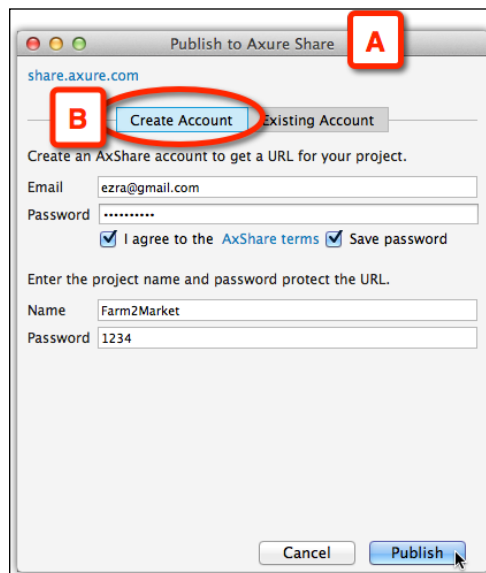 Publish to Axure Share
A
share.axure.com
B
Create Account Existing Account
Create an AxShare account to get a URL for your project.
Email ezra@gmail.com
Password ••••••••••
I agree to the AxShare terms Save password
Enter the project name and password protect the URL.
Name Farm2Market
Password 1234
Cancel Publish